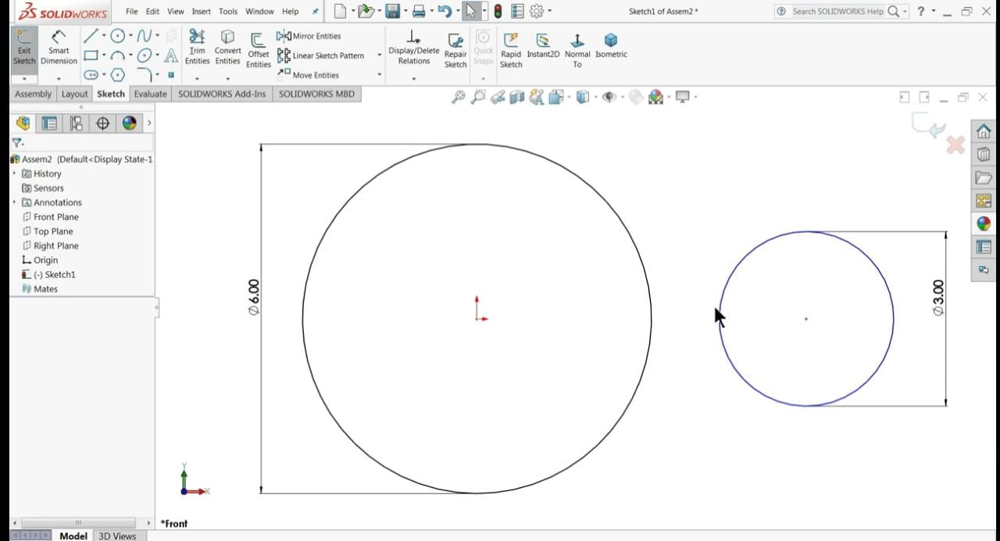 SOLIDWORKS File Edit View Insert Tools Window Help Sketch1 of Assem2 * Search SOLIDWORKS Help ?
Exit Sketch
Smart Dimension
Trim Entities
Convert Entities
Offset Entities
Mirror Entities
Linear Sketch Pattern
Move Entities
Display/Delete Relations
Repair Sketch
Quick Snaps
Rapid Sketch
Instant2D
Normal To
Isometric
Assembly Layout Sketch Evaluate SOLIDWORKS Add-Ins SOLIDWORKS MBD
Assem2 (Default<Display State-1
History
Sensors
Annotations
Front Plane
Top Plane
Right Plane
Origin
(-) Sketch1
Mates
∅6.00
∅3.00
Y
X
*Front
Model 3D Views